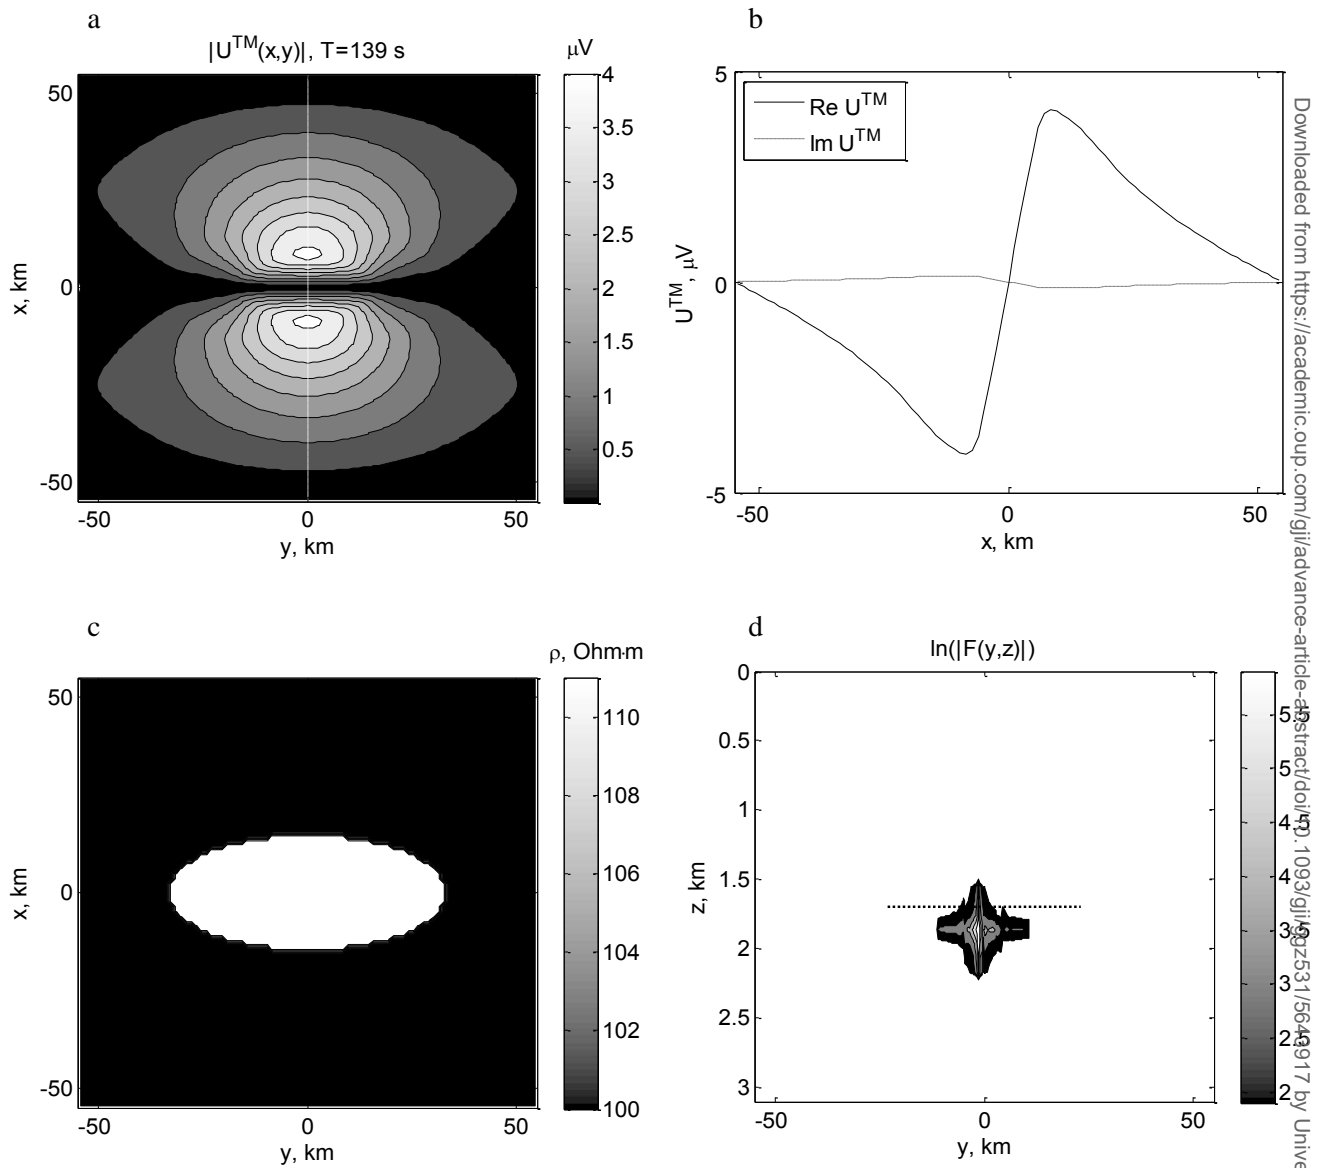 a
|U^TM(x,y)|, T=139 s
μV
50
0
-50
x, km
-50
0
50
y, km
4
3.5
3
2.5
2
1.5
1
0.5
b
5
0
-5
U^TM, μV
Re U^TM
Im U^TM
-50
0
50
x, km
c
ρ, Ohm·m
50
0
-50
x, km
-50
0
50
y, km
110
108
106
104
102
100
d
ln(|F(y,z)|)
0
0.5
1
1.5
2
2.5
3
z, km
-50
0
50
y, km
5.5
5
4.5
4
3.5
3
2.5
2
Downloaded from https://academic.oup.com/gji/advance-article-abstract/doi/10.1093/gji/ggz531/5643917 by Unive